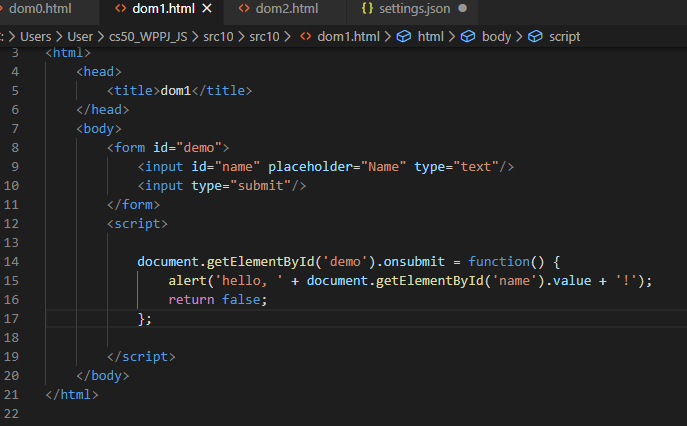 dom0.html dom1.html dom2.html settings.json
: > Users > User > cs50_WPPJ_JS > src10 > src10 > dom1.html > html > body > script
3 <html>
4 <head>
5 <title>dom1</title>
6 </head>
7 <body>
8 <form id="demo">
9 <input id="name" placeholder="Name" type="text"/>
10 <input type="submit"/>
11 </form>
12 <script>
13
14 document.getElementById('demo').onsubmit = function() {
15 alert('hello, ' + document.getElementById('name').value + '!');
16 return false;
17 };
18
19 </script>
20 </body>
21 </html>
22